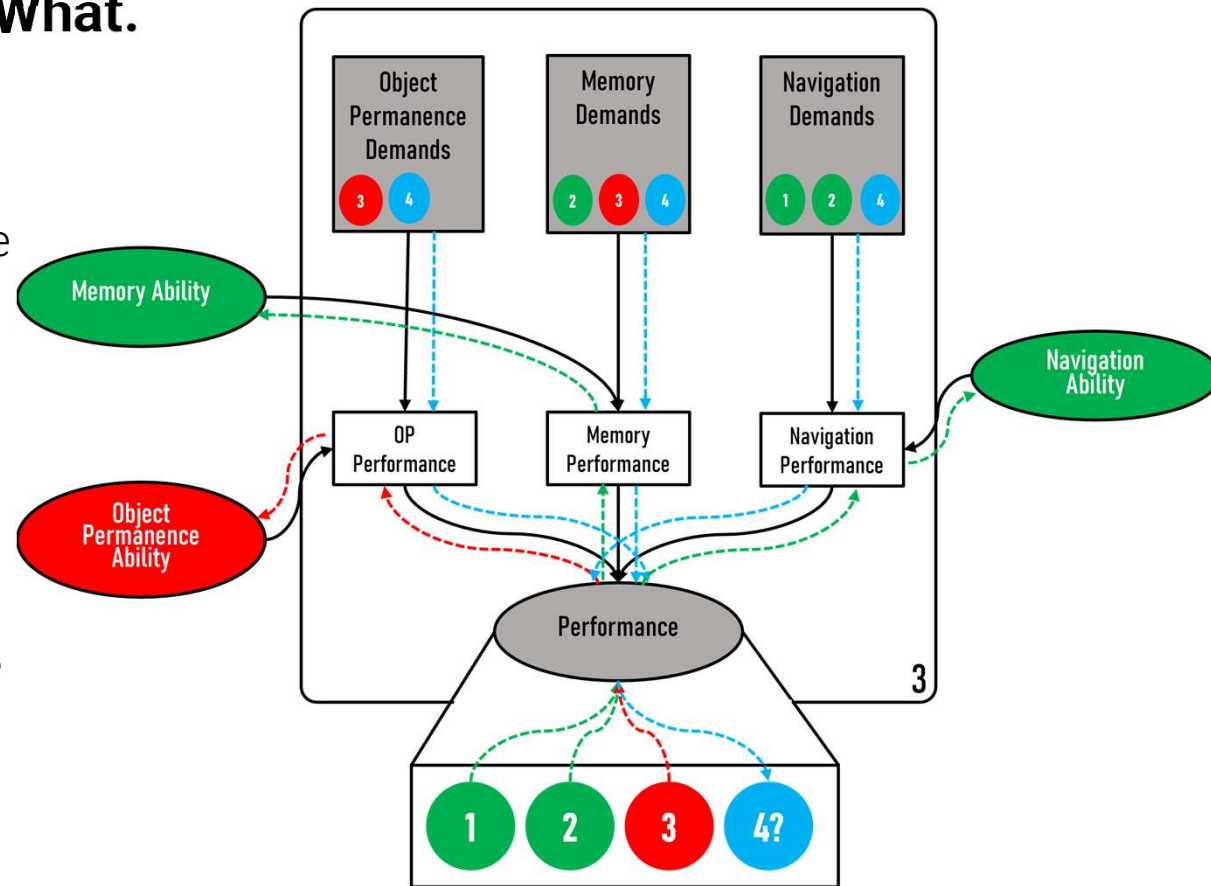 What.
Object
Permanence
Demands
3 4
Memory
Demands
2 3 4
Navigation
Demands
1 2 4
e
Memory Ability
Navigation
Ability
OP
Performance
Memory
Performance
Navigation
Performance
Object
Permanence
Ability
Performance
3
1 2 3 4?